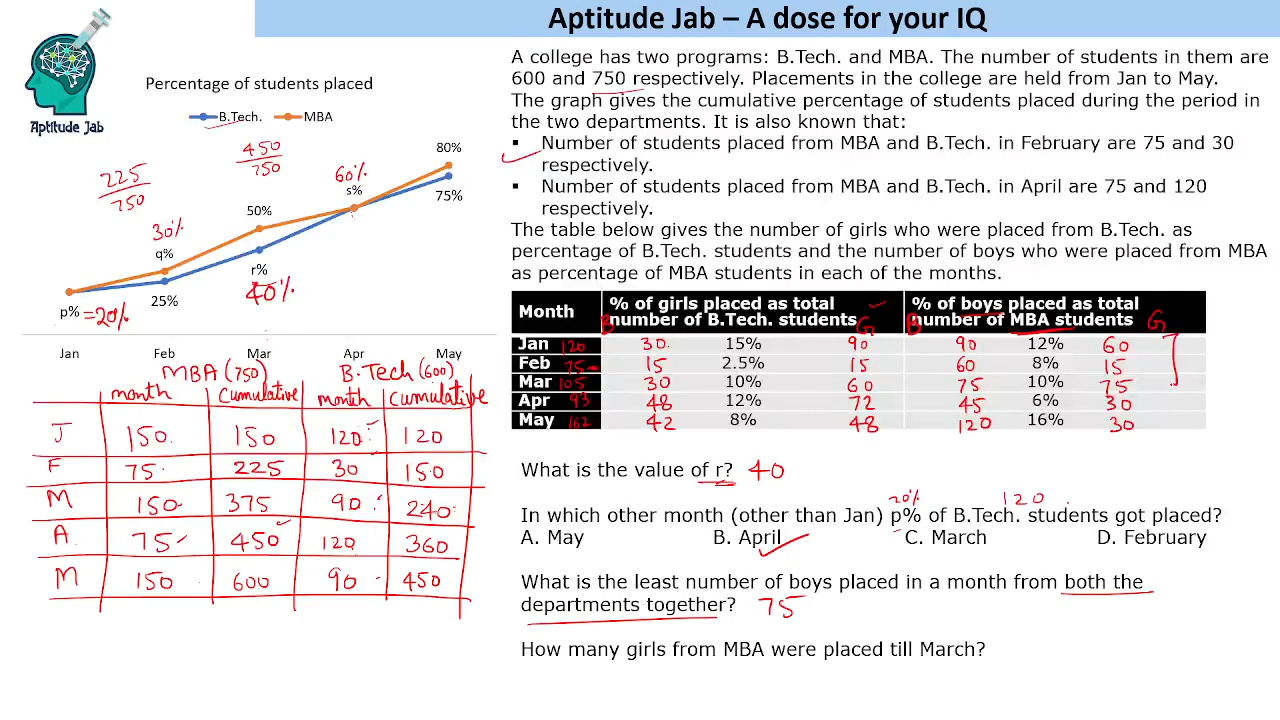 Aptitude Jab – A dose for your IQ
Aptitude Jab
Percentage of students placed
B.Tech. MBA
225/750
450/750
60%
30%
80%
s%
75%
50%
q%
r%
40%
25%
p% =20%
Jan Feb Mar Apr May
MBA (750) B.Tech (600)
month Cumulative month Cumulative
J 150 150 120 120
F 75 225 30 150
M 150 375 90 240
A 75 450 120 360
M 150 600 90 450
A college has two programs: B.Tech. and MBA. The number of students in them are
600 and 750 respectively. Placements in the college are held from Jan to May.
The graph gives the cumulative percentage of students placed during the period in
the two departments. It is also known that:
▪ Number of students placed from MBA and B.Tech. in February are 75 and 30
respectively.
▪ Number of students placed from MBA and B.Tech. in April are 75 and 120
respectively.
The table below gives the number of girls who were placed from B.Tech. as
percentage of B.Tech. students and the number of boys who were placed from MBA
as percentage of MBA students in each of the months.
Month % of girls placed as total % of boys placed as total
number of B.Tech. students number of MBA students
B G B G
Jan 120 30 15% 90 90 12% 60
Feb 75 15 2.5% 15 60 8% 15
Mar 105 30 10% 60 75 10% 75
Apr 93 48 12% 72 45 6% 30
May 162 42 8% 48 120 16% 30
What is the value of r? 40
20% 120
In which other month (other than Jan) p% of B.Tech. students got placed?
A. May B. April C. March D. February
What is the least number of boys placed in a month from both the
departments together? 75
How many girls from MBA were placed till March?